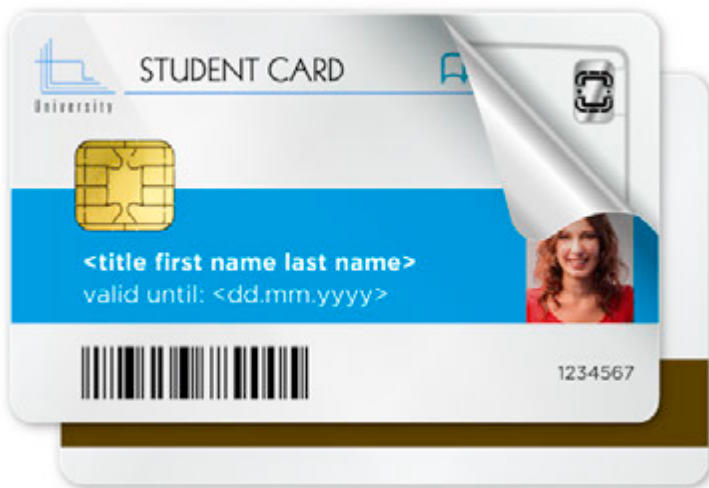 STUDENT CARD
University
<title first name last name>
valid until: <dd.mm.yyyy>
1234567